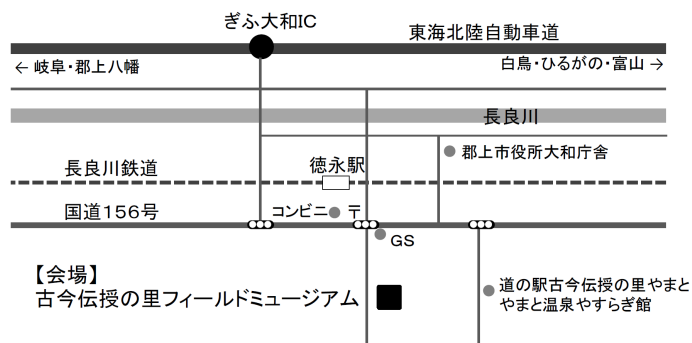 ぎふ大和IC
東海北陸自動車道
← 岐阜・郡上八幡
白鳥・ひるがの・富山 →
長良川
郡上市役所大和庁舎
徳永駅
長良川鉄道
国道156号
コンビニ
〒
GS
【会場】
古今伝授の里フィールドミュージアム
道の駅古今伝授の里やまと
やまと温泉やすらぎ館